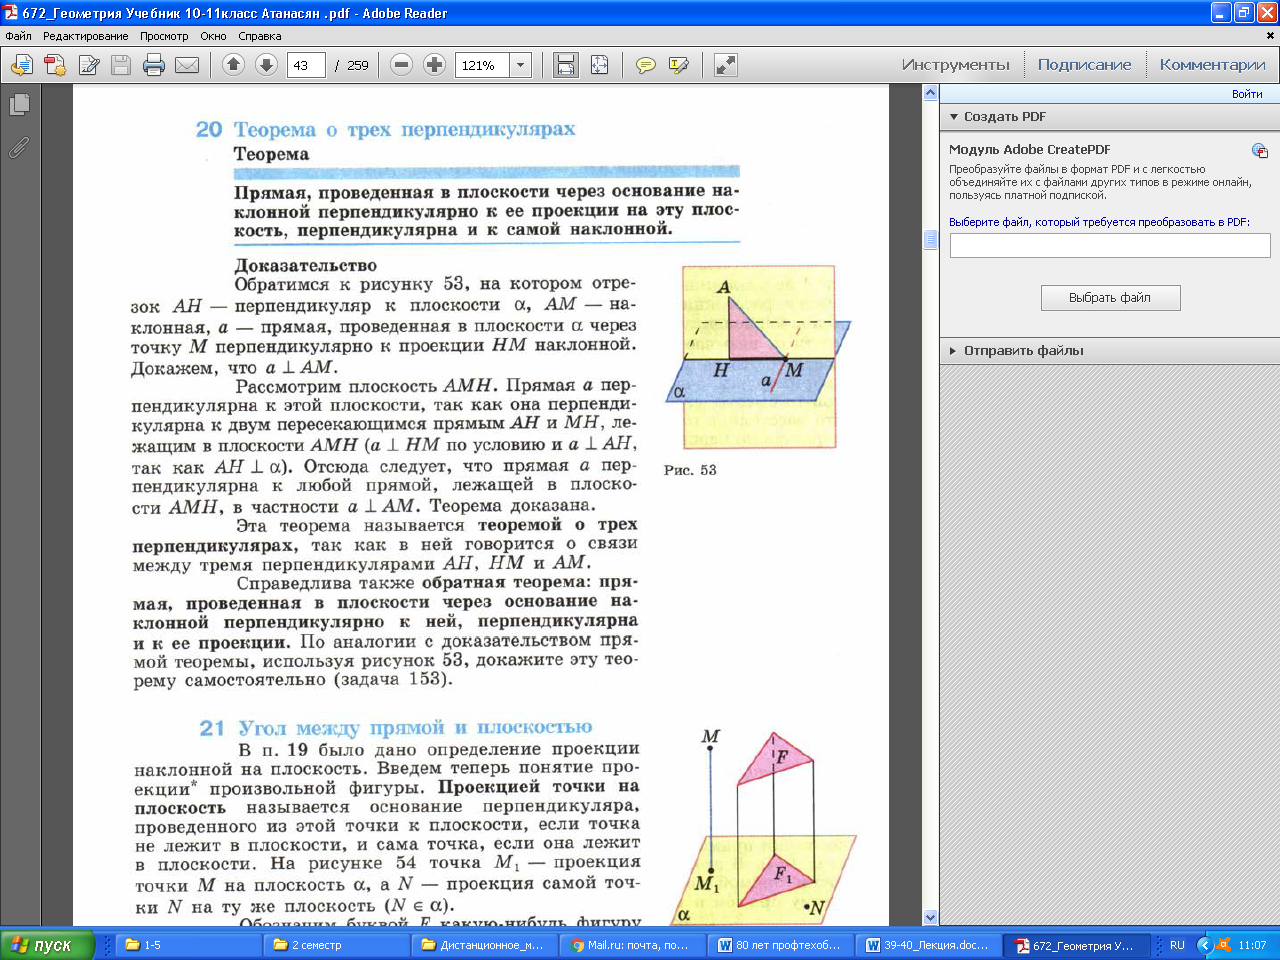 672_Геометрия Учебник 10-11класс Атанасян .pdf - Adobe Reader
Файл Редактирование Просмотр Окно Справка
43 / 259 121% Инструменты Подписание Комментарии
Войти
Создать PDF
Модуль Adobe CreatePDF
Преобразуйте файлы в формат PDF и с легкостью
объединяйте их с файлами других типов в режиме онлайн,
пользуясь платной подпиской.
Выберите файл, который требуется преобразовать в PDF:
Выбрать файл
Отправить файлы
20 Теорема о трех перпендикулярах
Теорема
Прямая, проведенная в плоскости через основание на-
клонной перпендикулярно к ее проекции на эту плос-
кость, перпендикулярна и к самой наклонной.
Доказательство
Обратимся к рисунку 53, на котором отре-
зок AH — перпендикуляр к плоскости α, AM — на-
клонная, a — прямая, проведенная в плоскости α через
точку M перпендикулярно к проекции HM наклонной.
Докажем, что a ⊥ AM.
Рассмотрим плоскость AMH. Прямая a пер-
пендикулярна к этой плоскости, так как она перпенди-
кулярна к двум пересекающимся прямым AH и MH, ле-
жащим в плоскости AMH (a ⊥ HM по условию и a ⊥ AH,
так как AH ⊥ α). Отсюда следует, что прямая a пер-
пендикулярна к любой прямой, лежащей в плоско-
сти AMH, в частности a ⊥ AM. Теорема доказана.
Эта теорема называется теоремой о трех
перпендикулярах, так как в ней говорится о связи
между тремя перпендикулярами AH, HM и AM.
Справедлива также обратная теорема: пря-
мая, проведенная в плоскости через основание на-
клонной перпендикулярно к ней, перпендикулярна
и к ее проекции. По аналогии с доказательством пря-
мой теоремы, используя рисунок 53, докажите эту тео-
рему самостоятельно (задача 153).
A
H
M
a
α
Рис. 53
21 Угол между прямой и плоскостью
В п. 19 было дано определение проекции
наклонной на плоскость. Введем теперь понятие про-
екции* произвольной фигуры. Проекцией точки на
плоскость называется основание перпендикуляра,
проведенного из этой точки к плоскости, если точка
не лежит в плоскости, и сама точка, если она лежит
в плоскости. На рисунке 54 точка M₁ — проекция
точки M на плоскость α, а N — проекция самой точ-
ки N на ту же плоскость (N ∈ α).
Обозначим буквой F какую-нибудь фигуру
M
F
M₁
F₁
N
α
пуск 1-5 2 семестр Дистанционное_м... Mail.ru: почта, по... 80 лет профтехоб... 39-40_Лекция.doc... 672_Геометрия У... RU 11:07